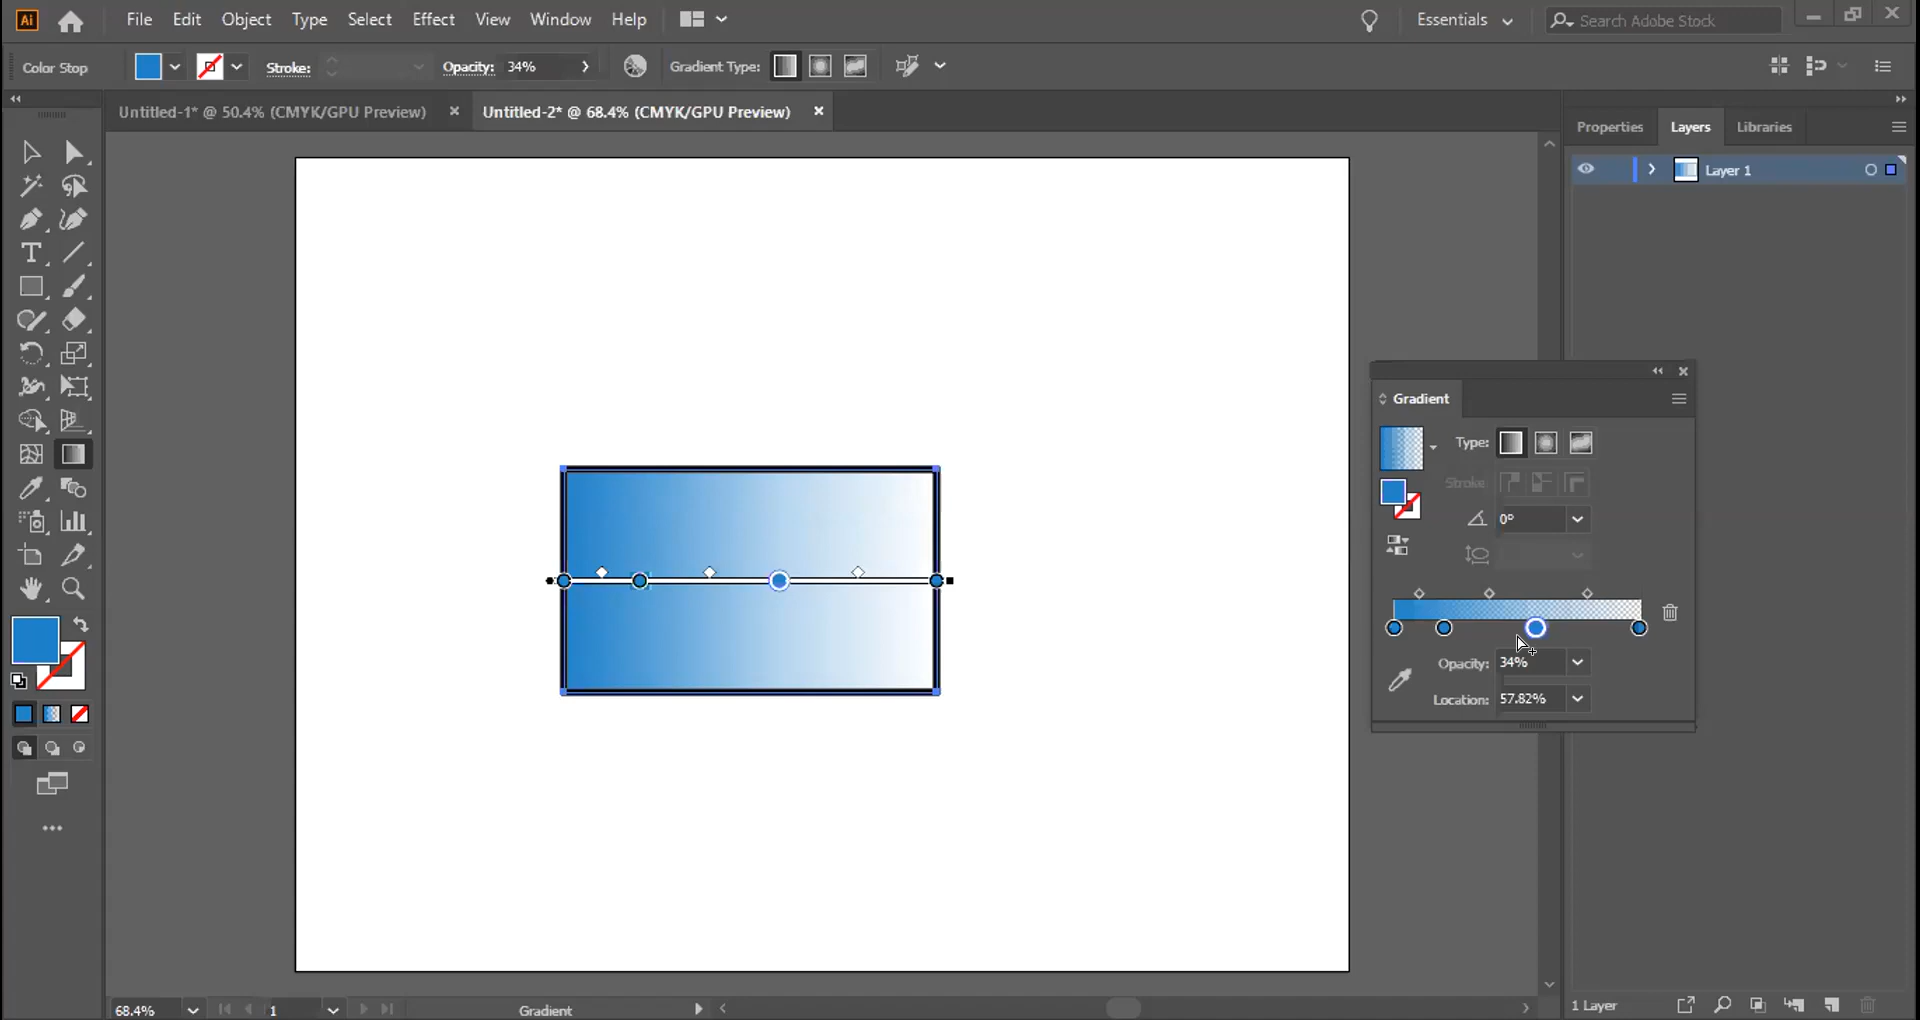 Ai File Edit Object Type Select Effect View Window Help Essentials Search Adobe Stock
Color Stop Stroke: Opacity: 34% Gradient Type:
Untitled-1* @ 50.4% (CMYK/GPU Preview) Untitled-2* @ 68.4% (CMYK/GPU Preview)
Properties Layers Libraries
Layer 1
Gradient
Type:
Stroke
0°
Opacity: 34%
Location: 57.82%
68.4% 1 Gradient 1 Layer